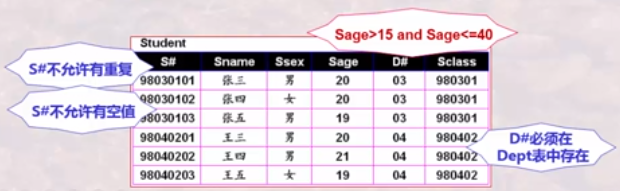 Sage>15 and Sage<=40
Student
S# Sname Ssex Sage D# Sclass
98030101 张三 男 20 03 980301
98030102 张四 女 20 03 980301
98030103 张五 男 19 03 980301
98040201 王三 男 20 04 980402
98040202 王四 男 21 04 980402
98040203 王五 女 19 04 980402
S#不允许有重复
S#不允许有空值
D#必须在
Dept表中存在